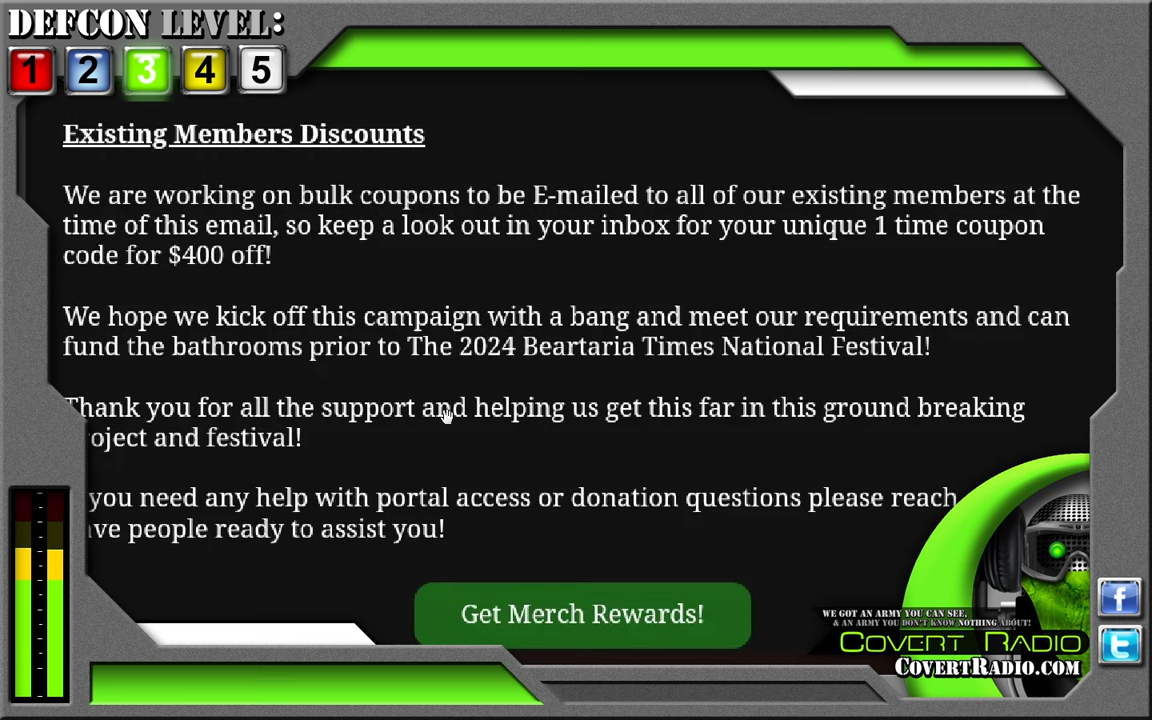 DEFCON LEVEL:
1 2 3 4 5
Existing Members Discounts
We are working on bulk coupons to be E-mailed to all of our existing members at the
time of this email, so keep a look out in your inbox for your unique 1 time coupon
code for $400 off!
We hope we kick off this campaign with a bang and meet our requirements and can
fund the bathrooms prior to The 2024 Beartaria Times National Festival!
Thank you for all the support and helping us get this far in this ground breaking
oject and festival!
you need any help with portal access or donation questions please reach
ave people ready to assist you!
Get Merch Rewards!
WE GOT AN ARMY YOU CAN SEE,
& AN ARMY YOU DON'T KNOW NOTHING ABOUT!
COVERT RADIO
COVERTRADIO.COM